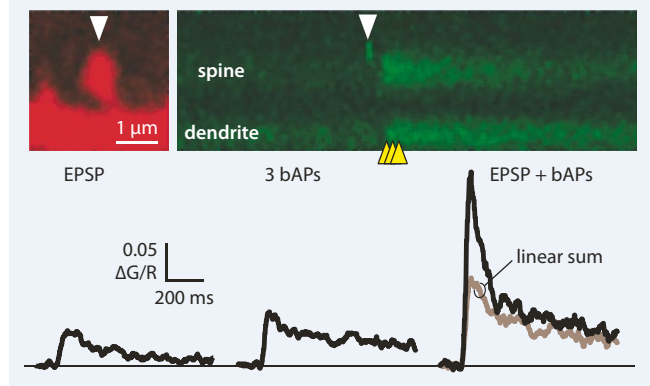 spine
1 µm
dendrite
EPSP
3 bAPs
EPSP + bAPs
0.05
ΔG/R
200 ms
linear sum